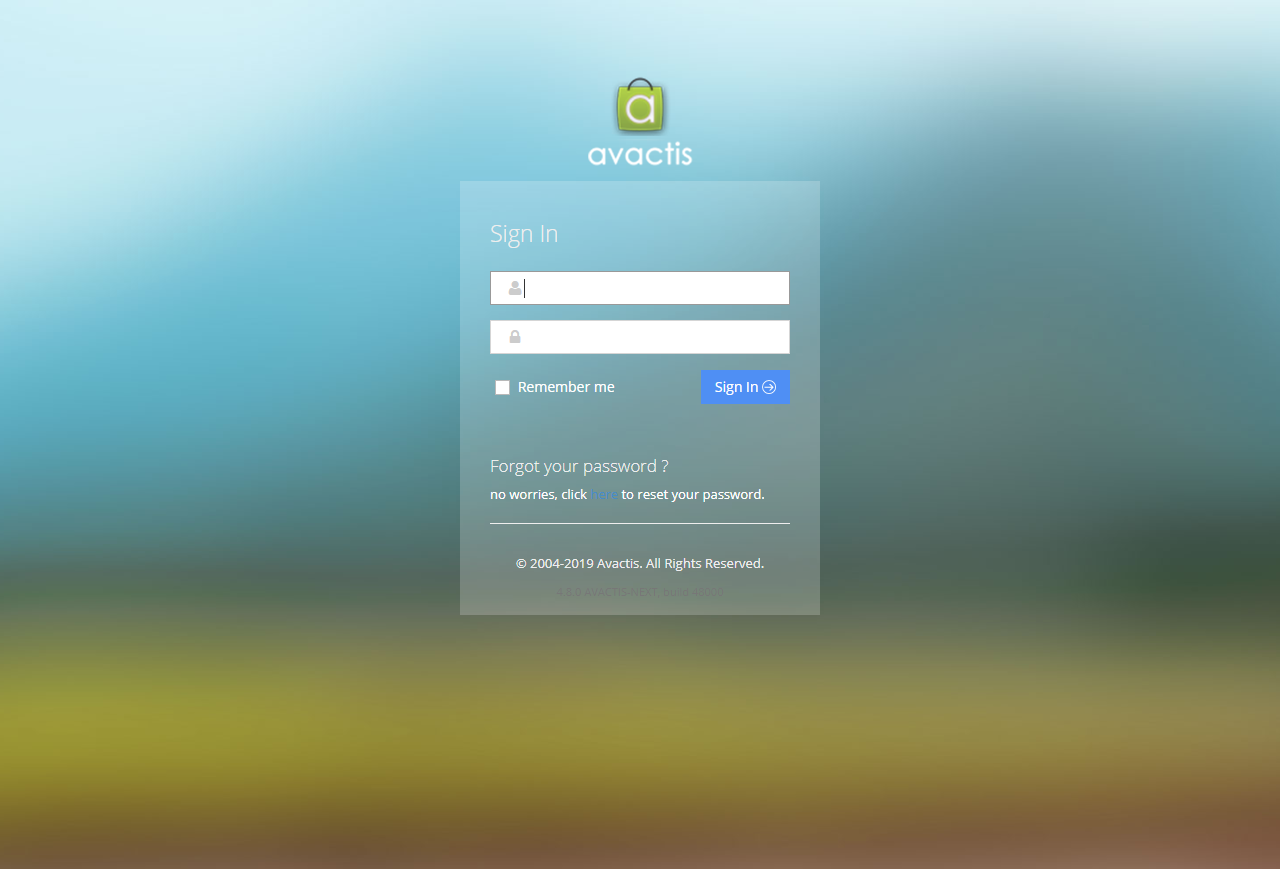 a
avactis
Sign In
Remember me
Sign In
Forgot your password ?
no worries, click here to reset your password.
© 2004-2019 Avactis. All Rights Reserved.